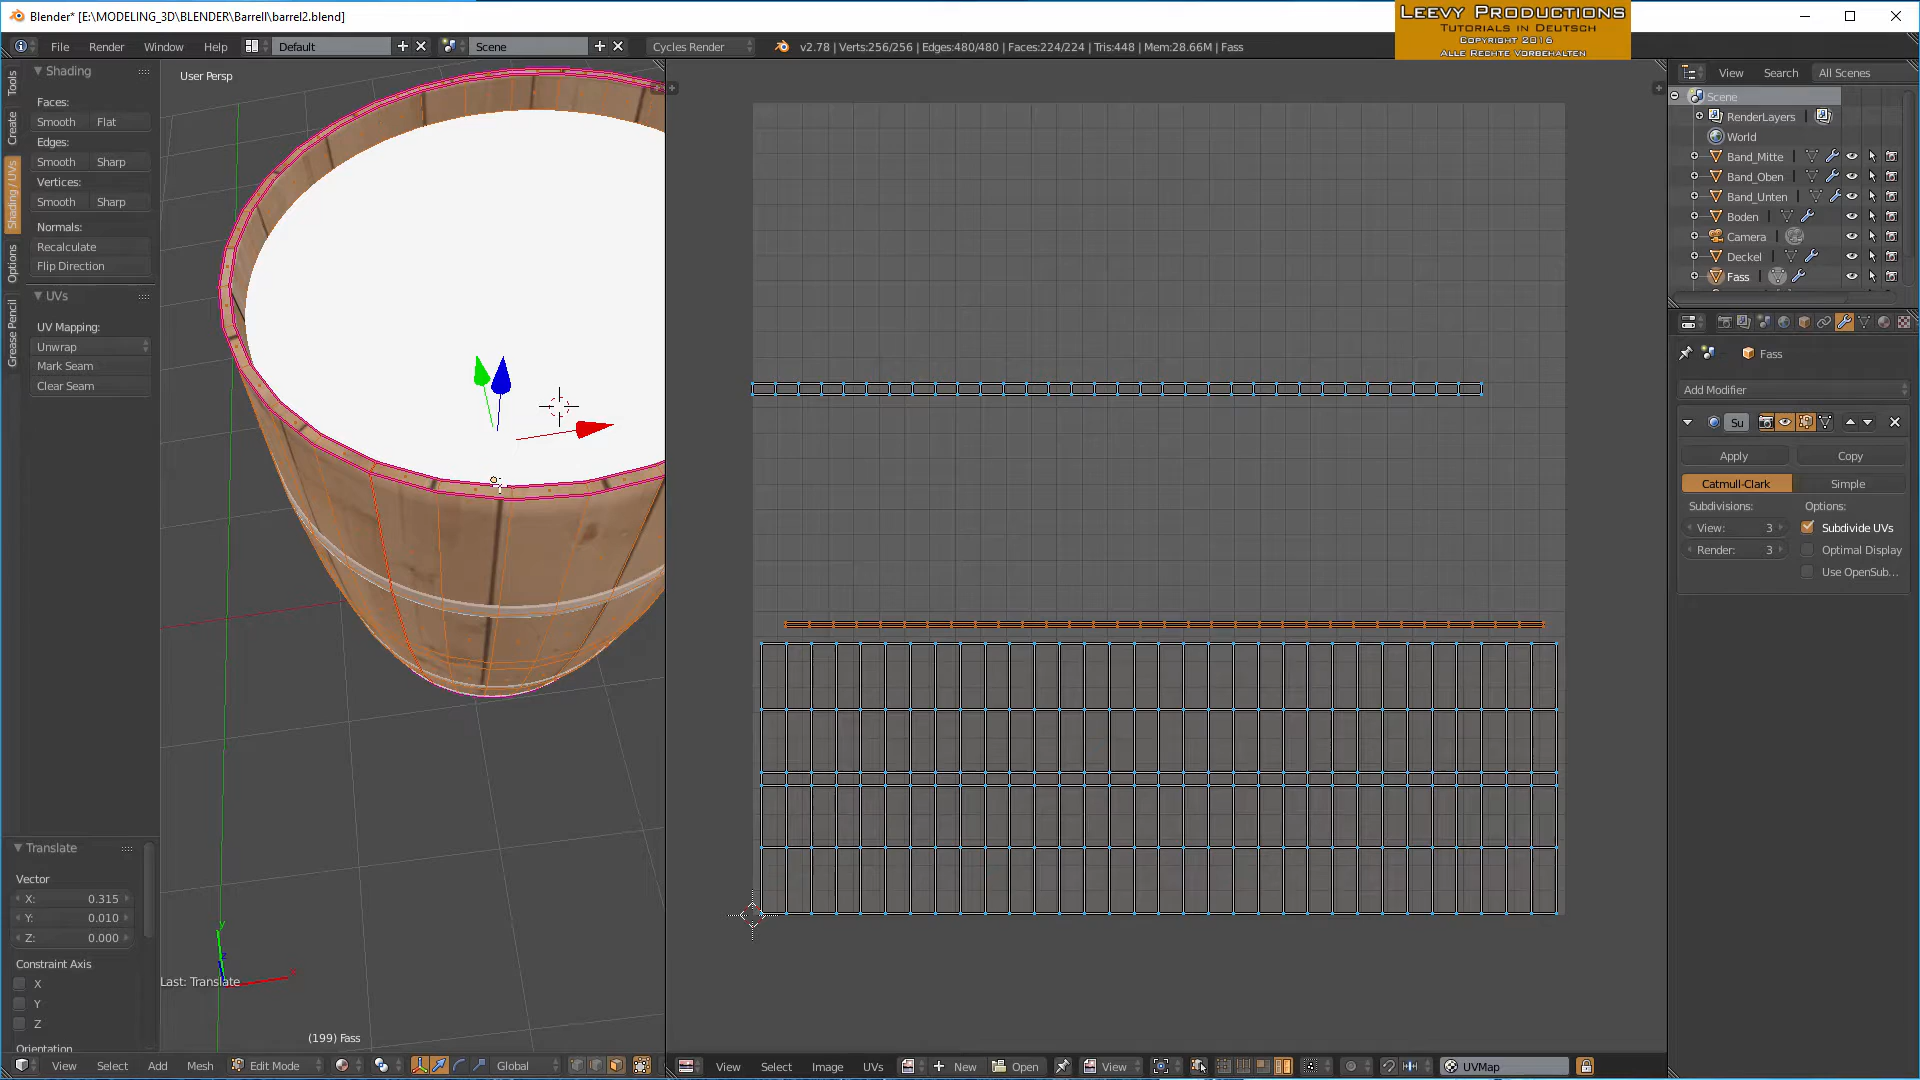 Blender* [E:\MODELING_3D\BLENDER\Barrell\barrel2.blend]
LEEVY PRODUCTIONS
TUTORIALS IN DEUTSCH
COPYRIGHT 2016
ALLE RECHTE VORBEHALTEN
File Render Window Help Default Scene Cycles Render v2.78 | Verts:256/256 | Edges:480/480 | Faces:224/224 | Tris:448 | Mem:28.66M | Fass
Tools
Create
Shading / UVs
Options
Grease Pencil
Shading
Faces:
Smooth Flat
Edges:
Smooth Sharp
Vertices:
Smooth Sharp
Normals:
Recalculate
Flip Direction
UVs
UV Mapping:
Unwrap
Mark Seam
Clear Seam
Translate
Vector
X: 0.315
Y: 0.010
Z: 0.000
Constraint Axis
X
Y
Z
Orientation
User Persp
Last: Translate
(199) Fass
View Select Add Mesh Edit Mode Global
View Select Image UVs New Open View UVMap
View Search All Scenes
Scene
RenderLayers
World
Band_Mitte
Band_Oben
Band_Unten
Boden
Camera
Deckel
Fass
Fass
Add Modifier
Su
Apply Copy
Catmull-Clark Simple
Subdivisions: Options:
View: 3 Subdivide UVs
Render: 3 Optimal Display
Use OpenSub...